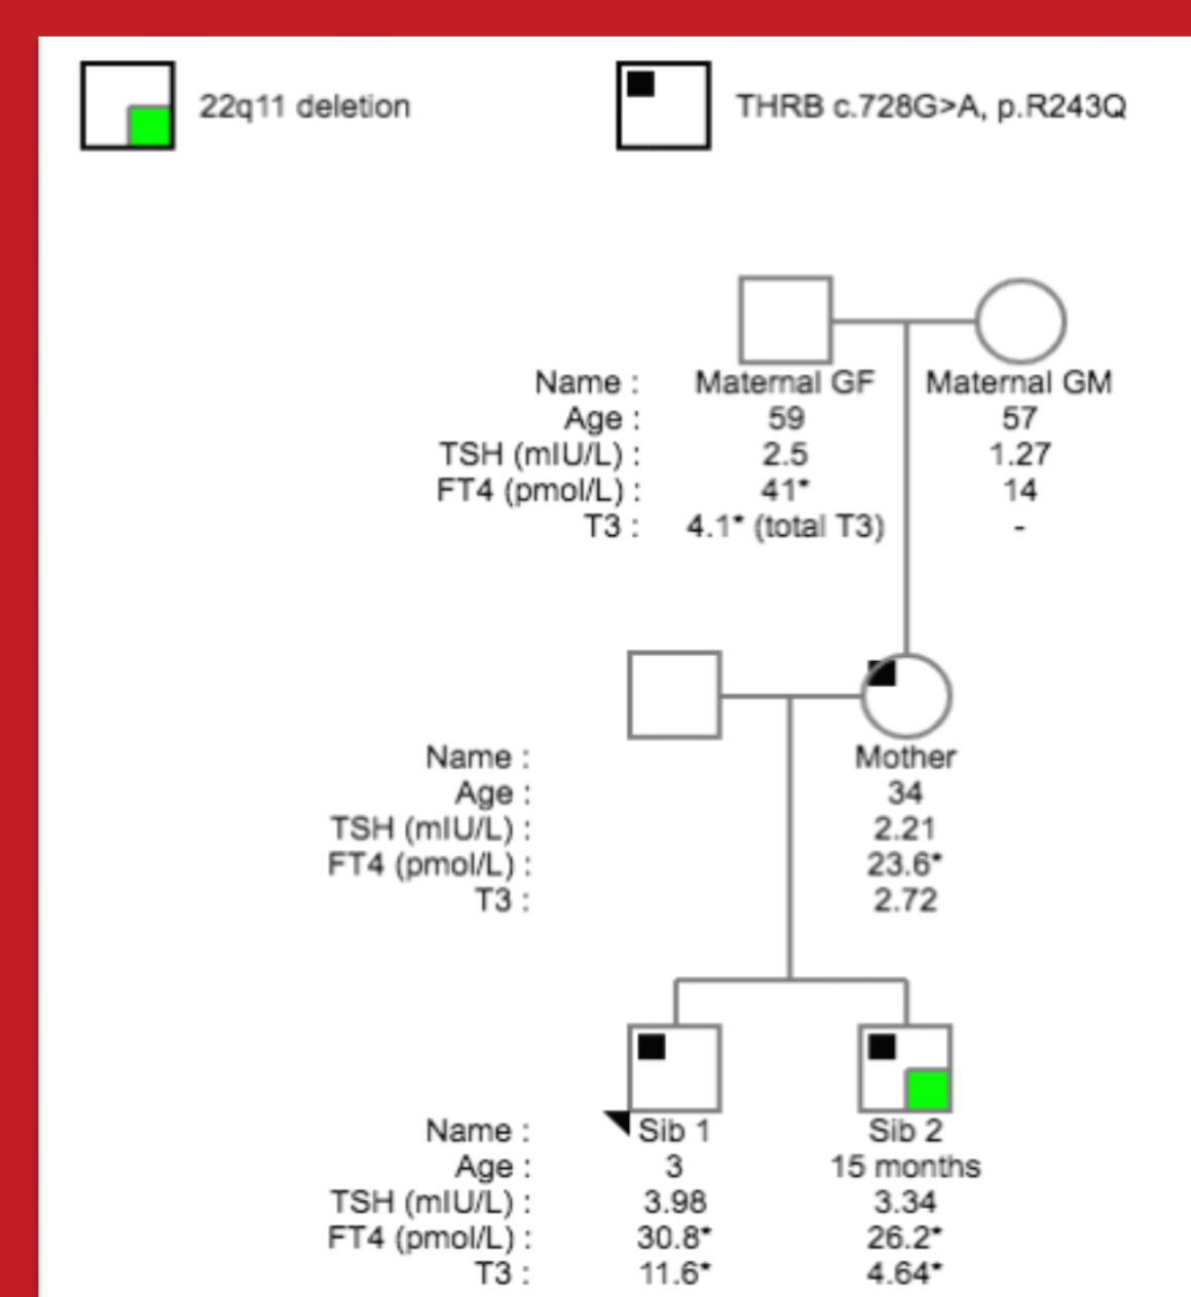 22q11 deletion
THRB c.728G>A, p.R243Q
Name : Maternal GF Maternal GM
Age : 59 57
TSH (mIU/L) : 2.5 1.27
FT4 (pmol/L) : 41* 14
T3 : 4.1* (total T3) -
Name : Mother
Age : 34
TSH (mIU/L) : 2.21
FT4 (pmol/L) : 23.6*
T3 : 2.72
Name : Sib 1 Sib 2
Age : 3 15 months
TSH (mIU/L) : 3.98 3.34
FT4 (pmol/L) : 30.8* 26.2*
T3 : 11.6* 4.64*